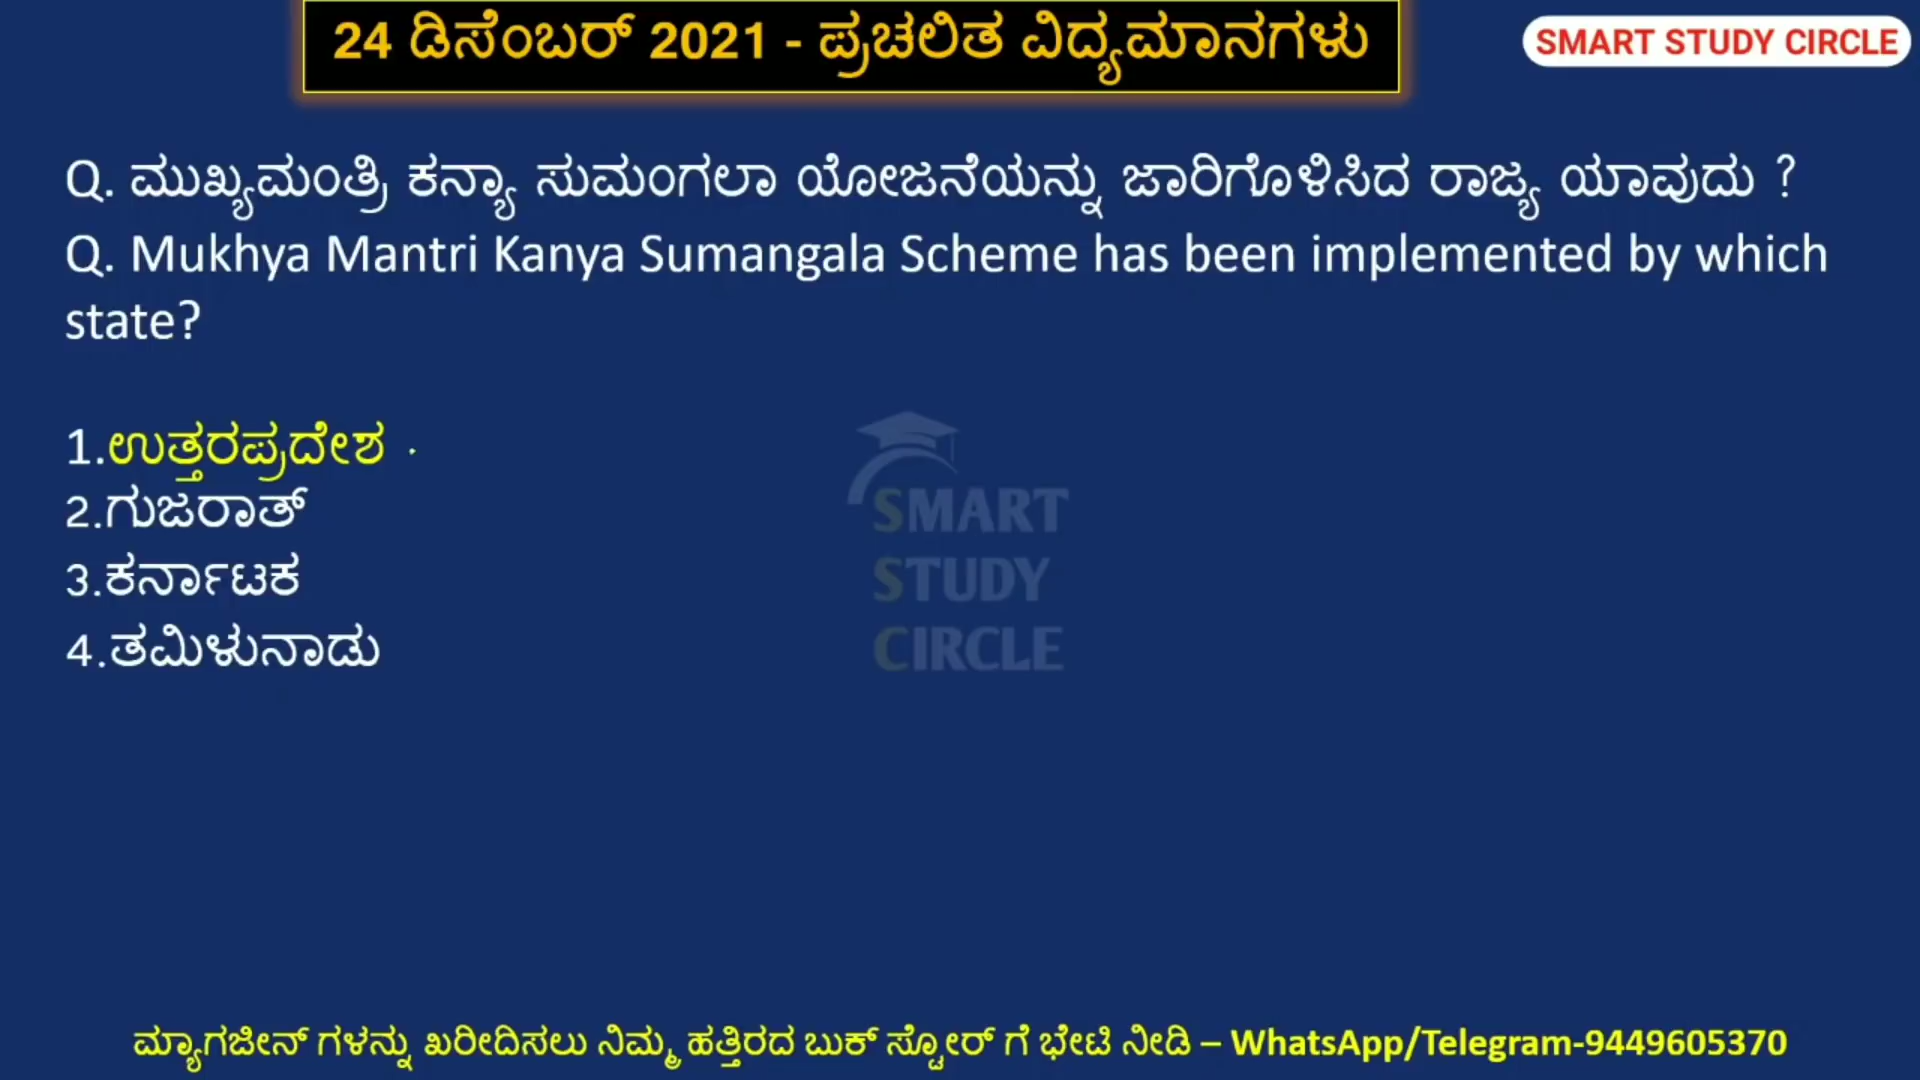 24 ಡಿಸೆಂಬರ್ 2021 - ಪ್ರಚಲಿತ ವಿದ್ಯಮಾನಗಳು
SMART STUDY CIRCLE
Q. ಮುಖ್ಯಮಂತ್ರಿ ಕನ್ಯಾ ಸುಮಂಗಲಾ ಯೋಜನೆಯನ್ನು ಜಾರಿಗೊಳಿಸಿದ ರಾಜ್ಯ ಯಾವುದು ?
Q. Mukhya Mantri Kanya Sumangala Scheme has been implemented by which
state?
1.ಉತ್ತರಪ್ರದೇಶ
2.ಗುಜರಾತ್
3.ಕರ್ನಾಟಕ
4.ತಮಿಳುನಾಡು
SMART
STUDY
CIRCLE
ಮ್ಯಾಗಜೀನ್ ಗಳನ್ನು ಖರೀದಿಸಲು ನಿಮ್ಮ ಹತ್ತಿರದ ಬುಕ್ ಸ್ಟೋರ್ ಗೆ ಭೇಟಿ ನೀಡಿ – WhatsApp/Telegram-9449605370